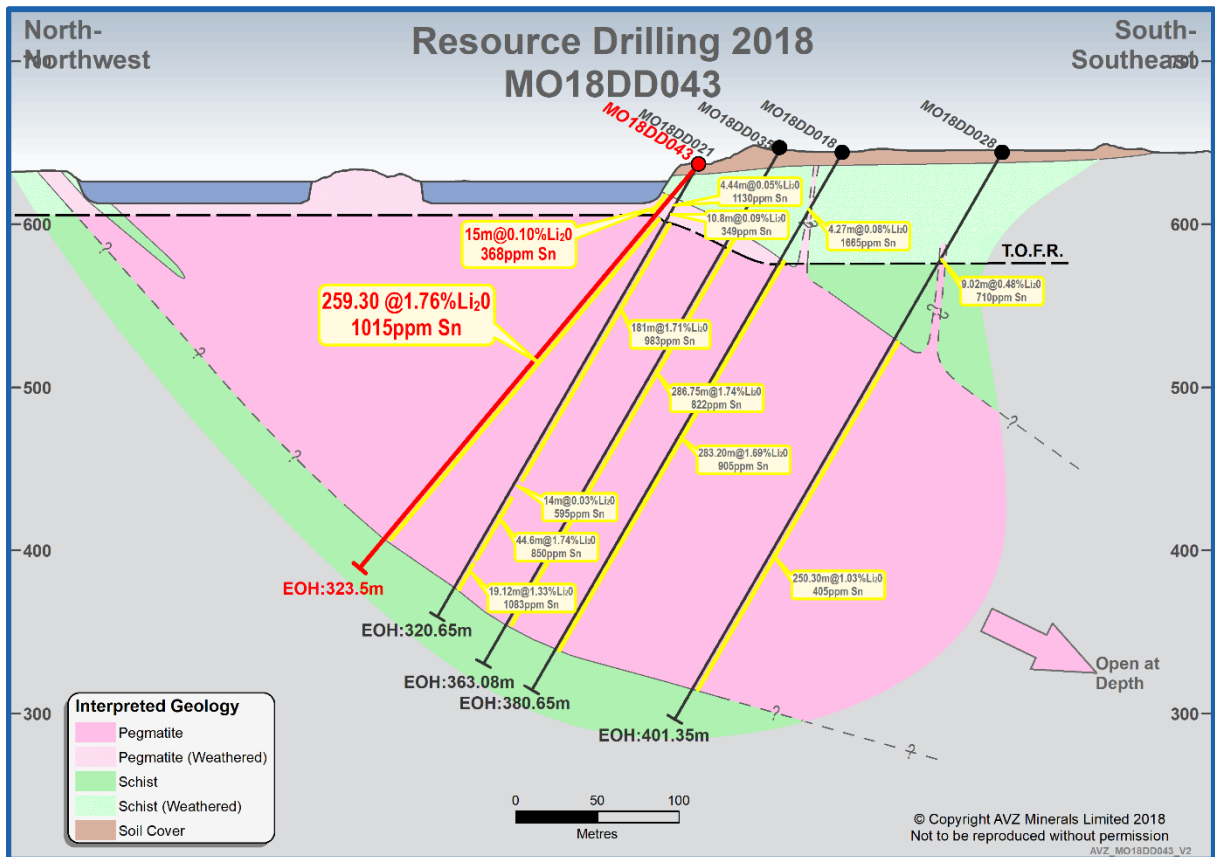 North-
Northwest
Resource Drilling 2018
MO18DD043
South-
Southeast
700
700
MO18DD043
MO18DD021
MO18DD035
MO18DD018
MO18DD028
600
600
500
500
400
400
300
300
4.44m@0.05%Li₂0
1130ppm Sn
10.8m@0.09%Li₂0
349ppm Sn
15m@0.10%Li₂0
368ppm Sn
4.27m@0.08%Li₂0
1665ppm Sn
T.O.F.R.
9.02m@0.48%Li₂0
710ppm Sn
259.30 @1.76%Li₂0
1015ppm Sn
181m@1.71%Li₂0
983ppm Sn
286.75m@1.74%Li₂0
822ppm Sn
283.20m@1.69%Li₂0
905ppm Sn
14m@0.03%Li₂0
595ppm Sn
44.6m@1.74%Li₂0
850ppm Sn
19.12m@1.33%Li₂0
1083ppm Sn
250.30m@1.03%Li₂0
405ppm Sn
?
?
?
?
?
?
?
?
?
EOH:323.5m
EOH:320.65m
EOH:363.08m
EOH:380.65m
EOH:401.35m
Open at
Depth
Interpreted Geology
Pegmatite
Pegmatite (Weathered)
Schist
Schist (Weathered)
Soil Cover
0 50 100
Metres
© Copyright AVZ Minerals Limited 2018
Not to be reproduced without permission
AVZ_MO18DD043_V2